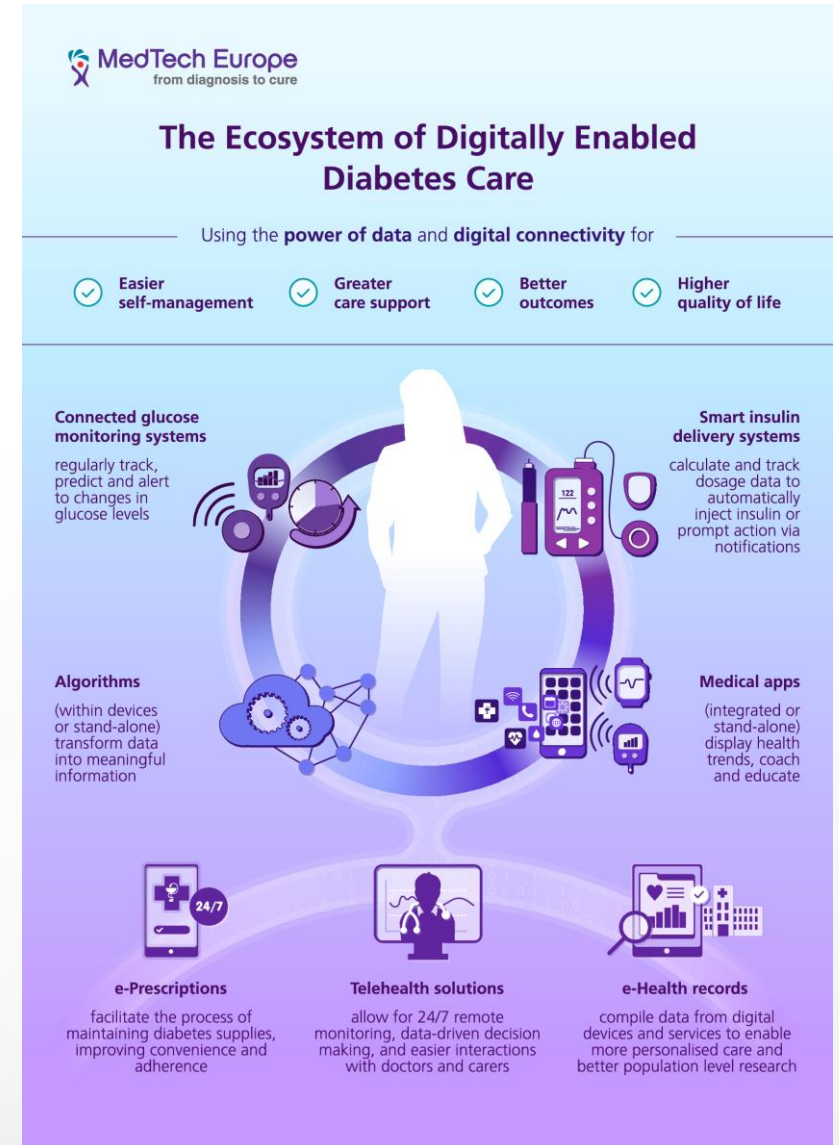 MedTech Europe
from diagnosis to cure
The Ecosystem of Digitally Enabled
Diabetes Care
Using the power of data and digital connectivity for
Easier
self-management
Greater
care support
Better
outcomes
Higher
quality of life
Connected glucose
monitoring systems
regularly track,
predict and alert
to changes in
glucose levels
Smart insulin
delivery systems
calculate and track
dosage data to
automatically
inject insulin or
prompt action via
notifications
122
Algorithms
(within devices
or stand-alone)
transform data
into meaningful
information
Medical apps
(integrated or
stand-alone)
display health
trends, coach
and educate
24/7
e-Prescriptions
facilitate the process of
maintaining diabetes supplies,
improving convenience and
adherence
Telehealth solutions
allow for 24/7 remote
monitoring, data-driven decision
making, and easier interactions
with doctors and carers
e-Health records
compile data from digital
devices and services to enable
more personalised care and
better population level research